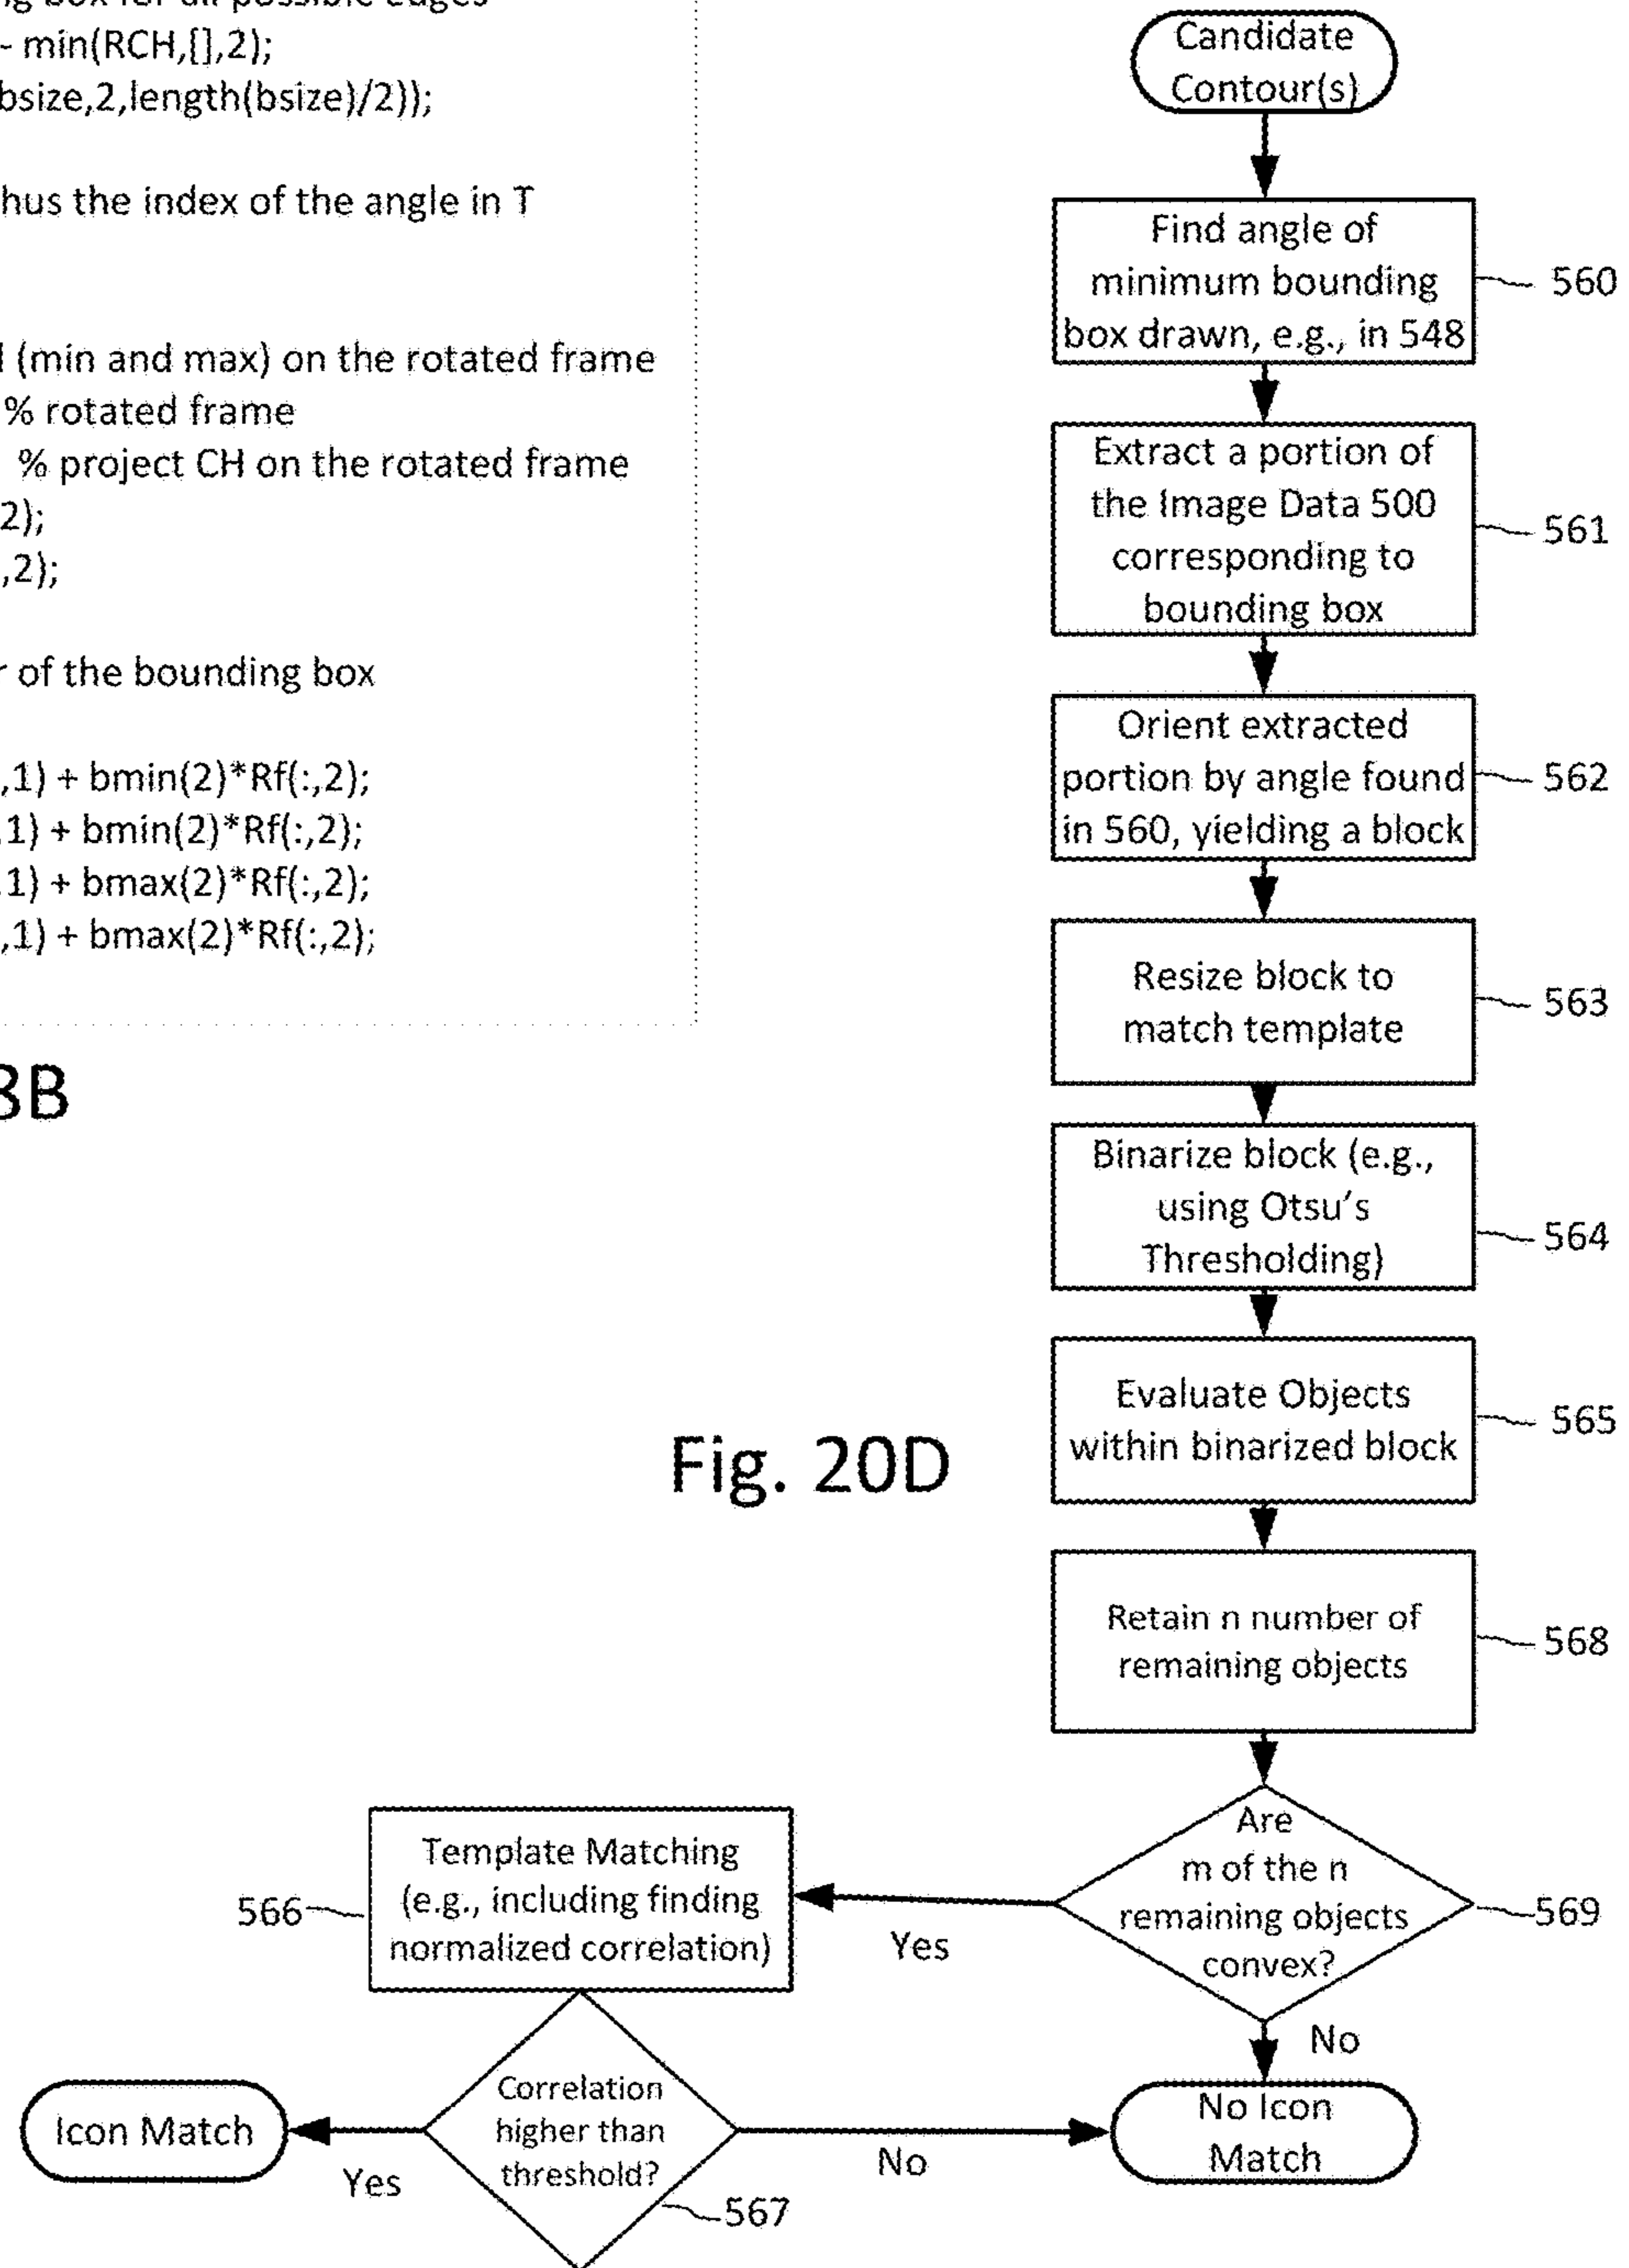 ng box for all possible edges
- min(RCH,[],2);
bsize,2,length(bsize)/2));
hus the index of the angle in T
(min and max) on the rotated frame
% rotated frame
% project CH on the rotated frame
2);
,2);
r of the bounding box
,1) + bmin(2)*Rf(:,2);
1) + bmin(2)*Rf(:,2);
1) + bmax(2)*Rf(:,2);
,1) + bmax(2)*Rf(:,2);
8B
Candidate
Contour(s)
Find angle of
minimum bounding
box drawn, e.g., in 548
560
Extract a portion of
the Image Data 500
corresponding to
bounding box
561
Orient extracted
portion by angle found
in 560, yielding a block
562
Resize block to
match template
563
Binarize block (e.g.,
using Otsu's
Thresholding)
564
Evaluate Objects
within binarized block
565
Fig. 20D
Retain n number of
remaining objects
568
Are
m of the n
remaining objects
convex?
569
Yes
No
Template Matching
(e.g., including finding
normalized correlation)
566
Correlation
higher than
threshold?
567
Yes
No
Icon Match
No Icon
Match